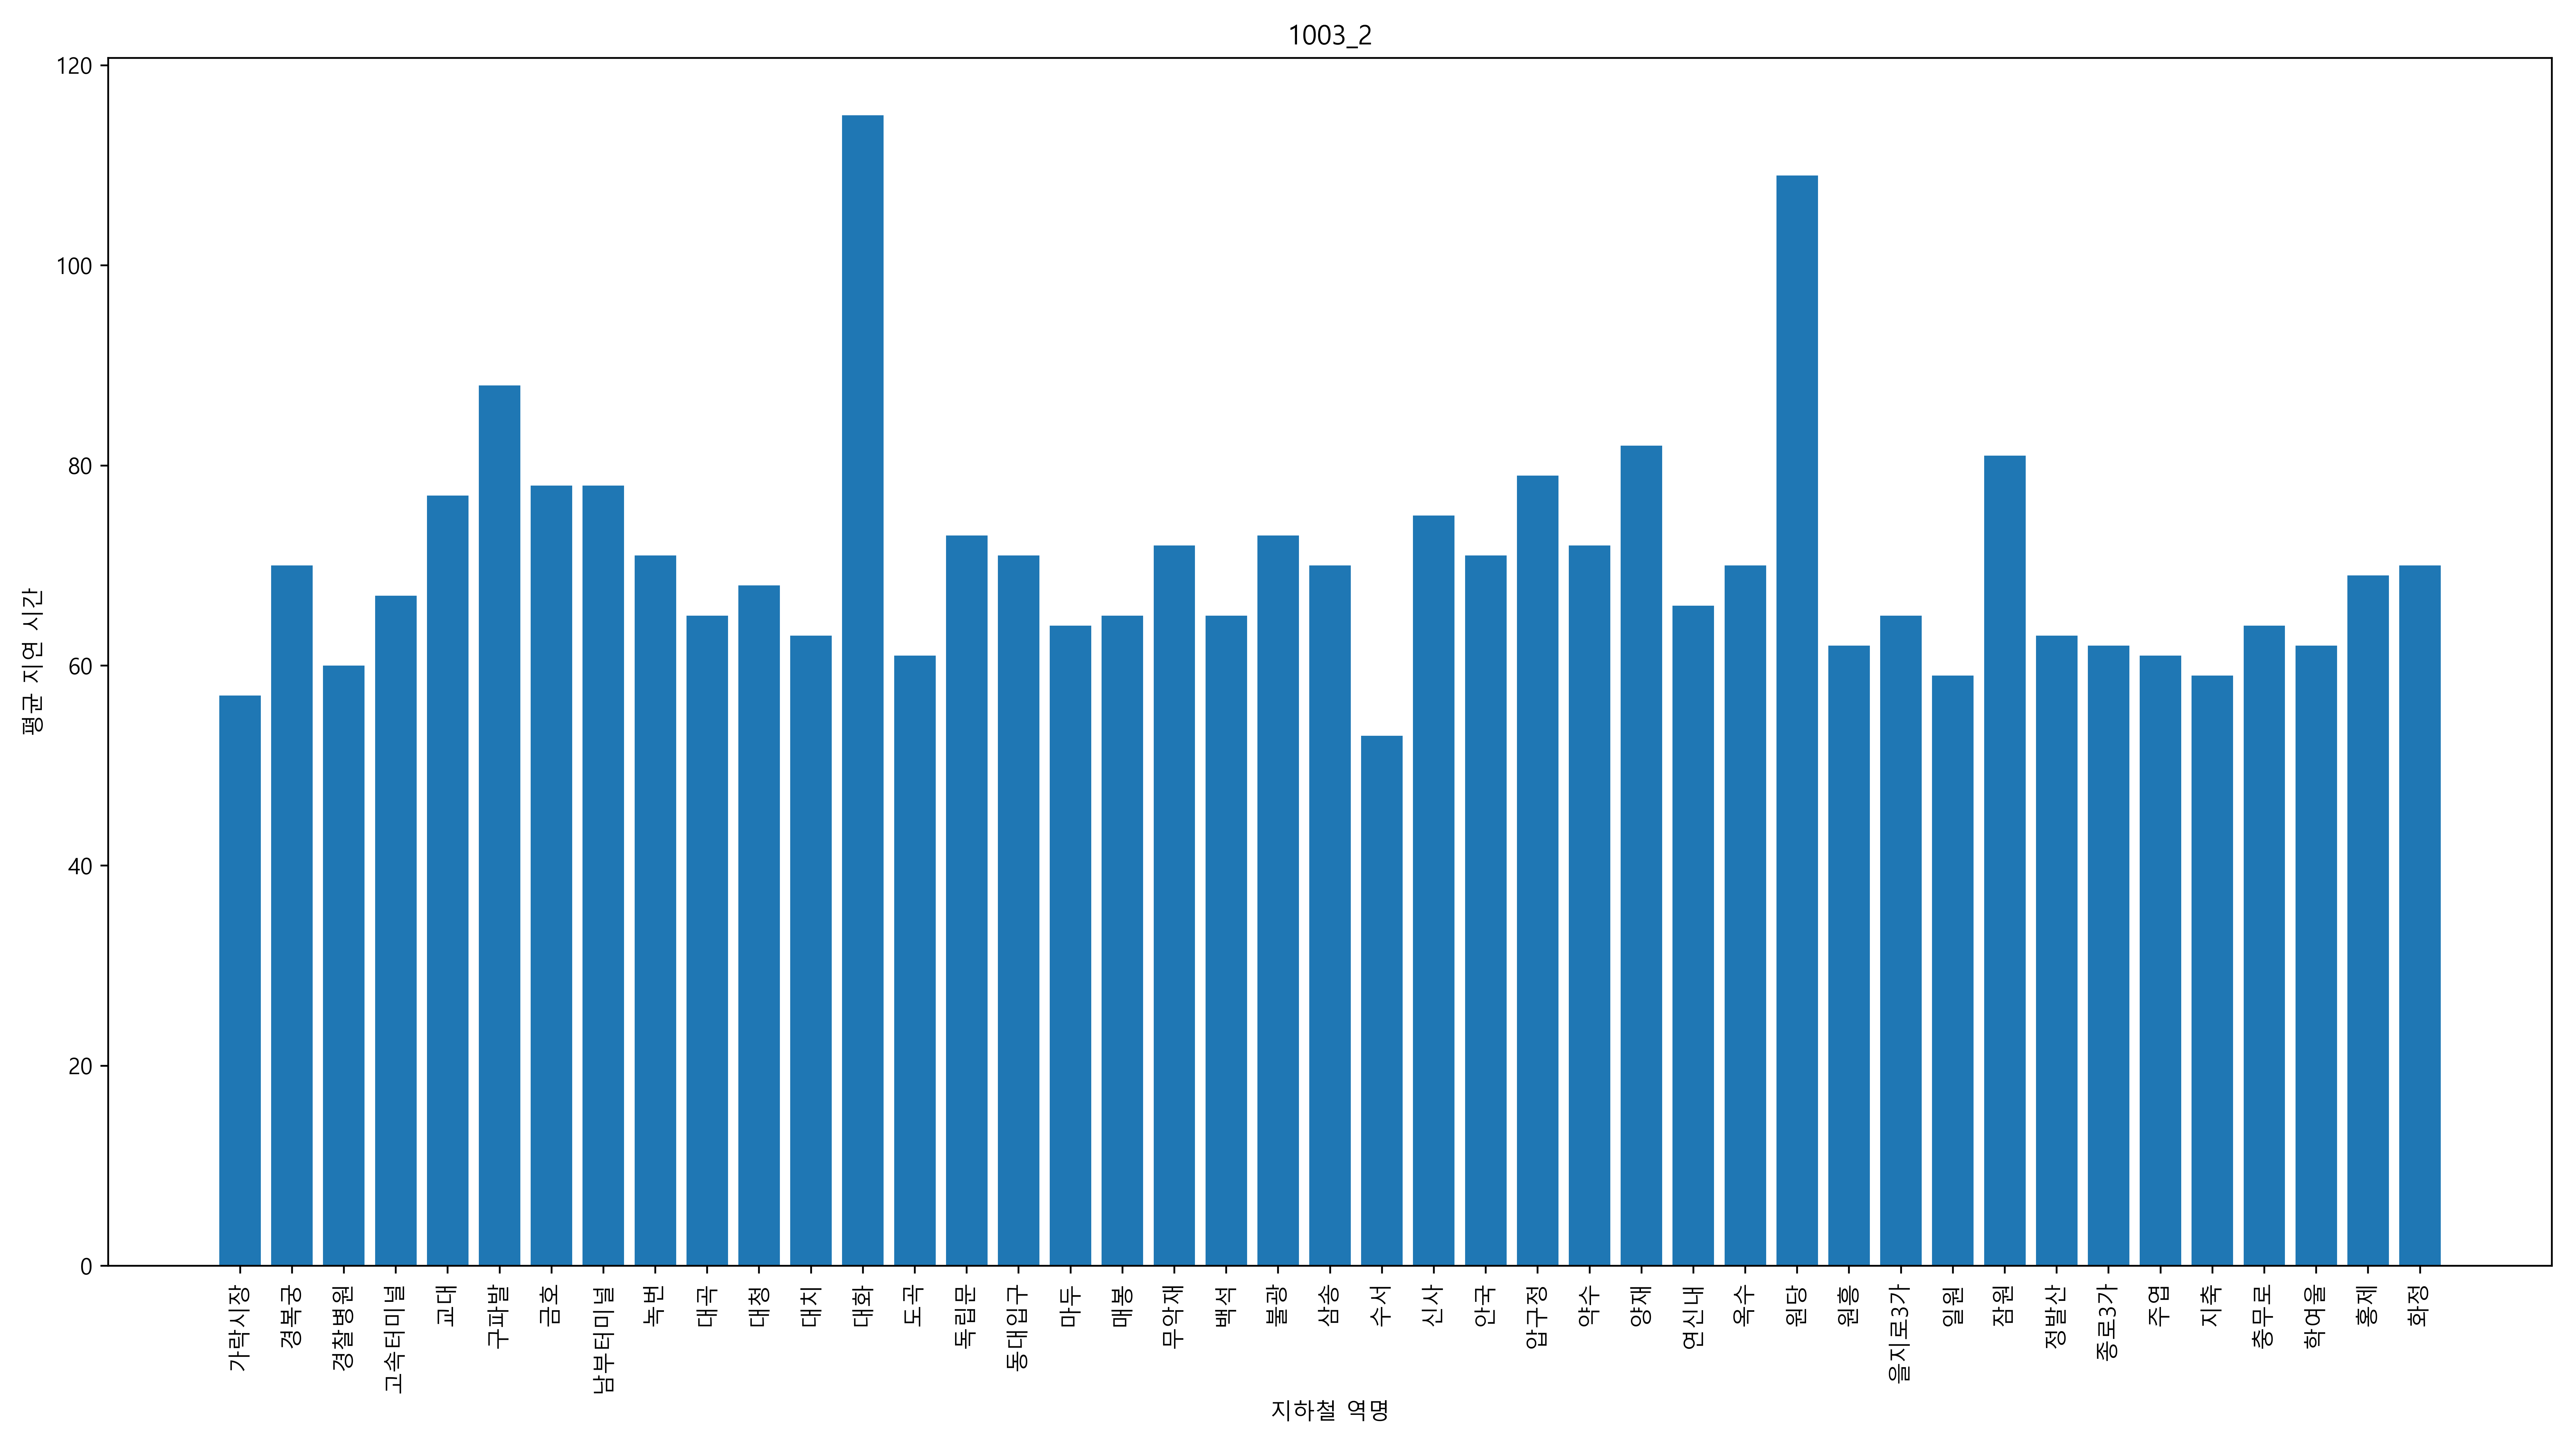 1003_2
평균 지연 시간
120
100
80
60
40
20
0
가락시장
경복궁
경찰병원
고속터미널
교대
구파발
금호
남부터미널
녹번
대곡
대청
대치
대화
도곡
독립문
동대입구
마두
매봉
무악재
백석
불광
삼송
수서
신사
안국
압구정
약수
양재
연신내
옥수
원당
원흥
을지로3가
일원
잠원
정발산
종로3가
주엽
지축
충무로
학여울
홍제
화정
지하철 역명